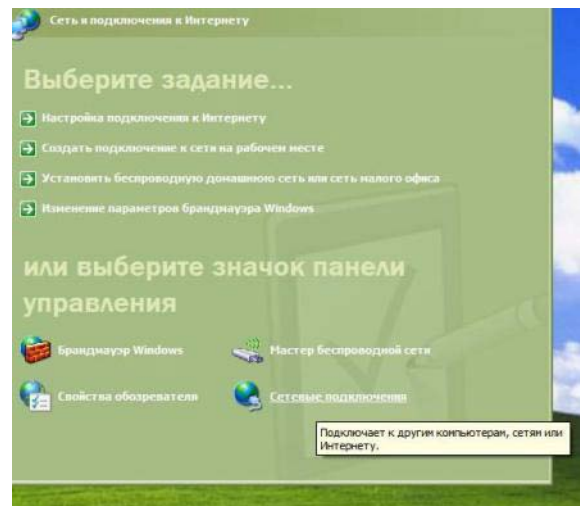 Сеть и подключения к Интернету
Выберите задание...
Настройка подключения к Интернету
Создать подключение к сети на рабочем месте
Установить беспроводную домашнюю сеть или сеть малого офиса
Изменение параметров брандмауэра Windows
или выберите значок панели
управления
Брандмауэр Windows
Мастер беспроводной сети
Свойства обозревателя
Сетевые подключения
Подключает к другим компьютерам, сетям или
Интернету.